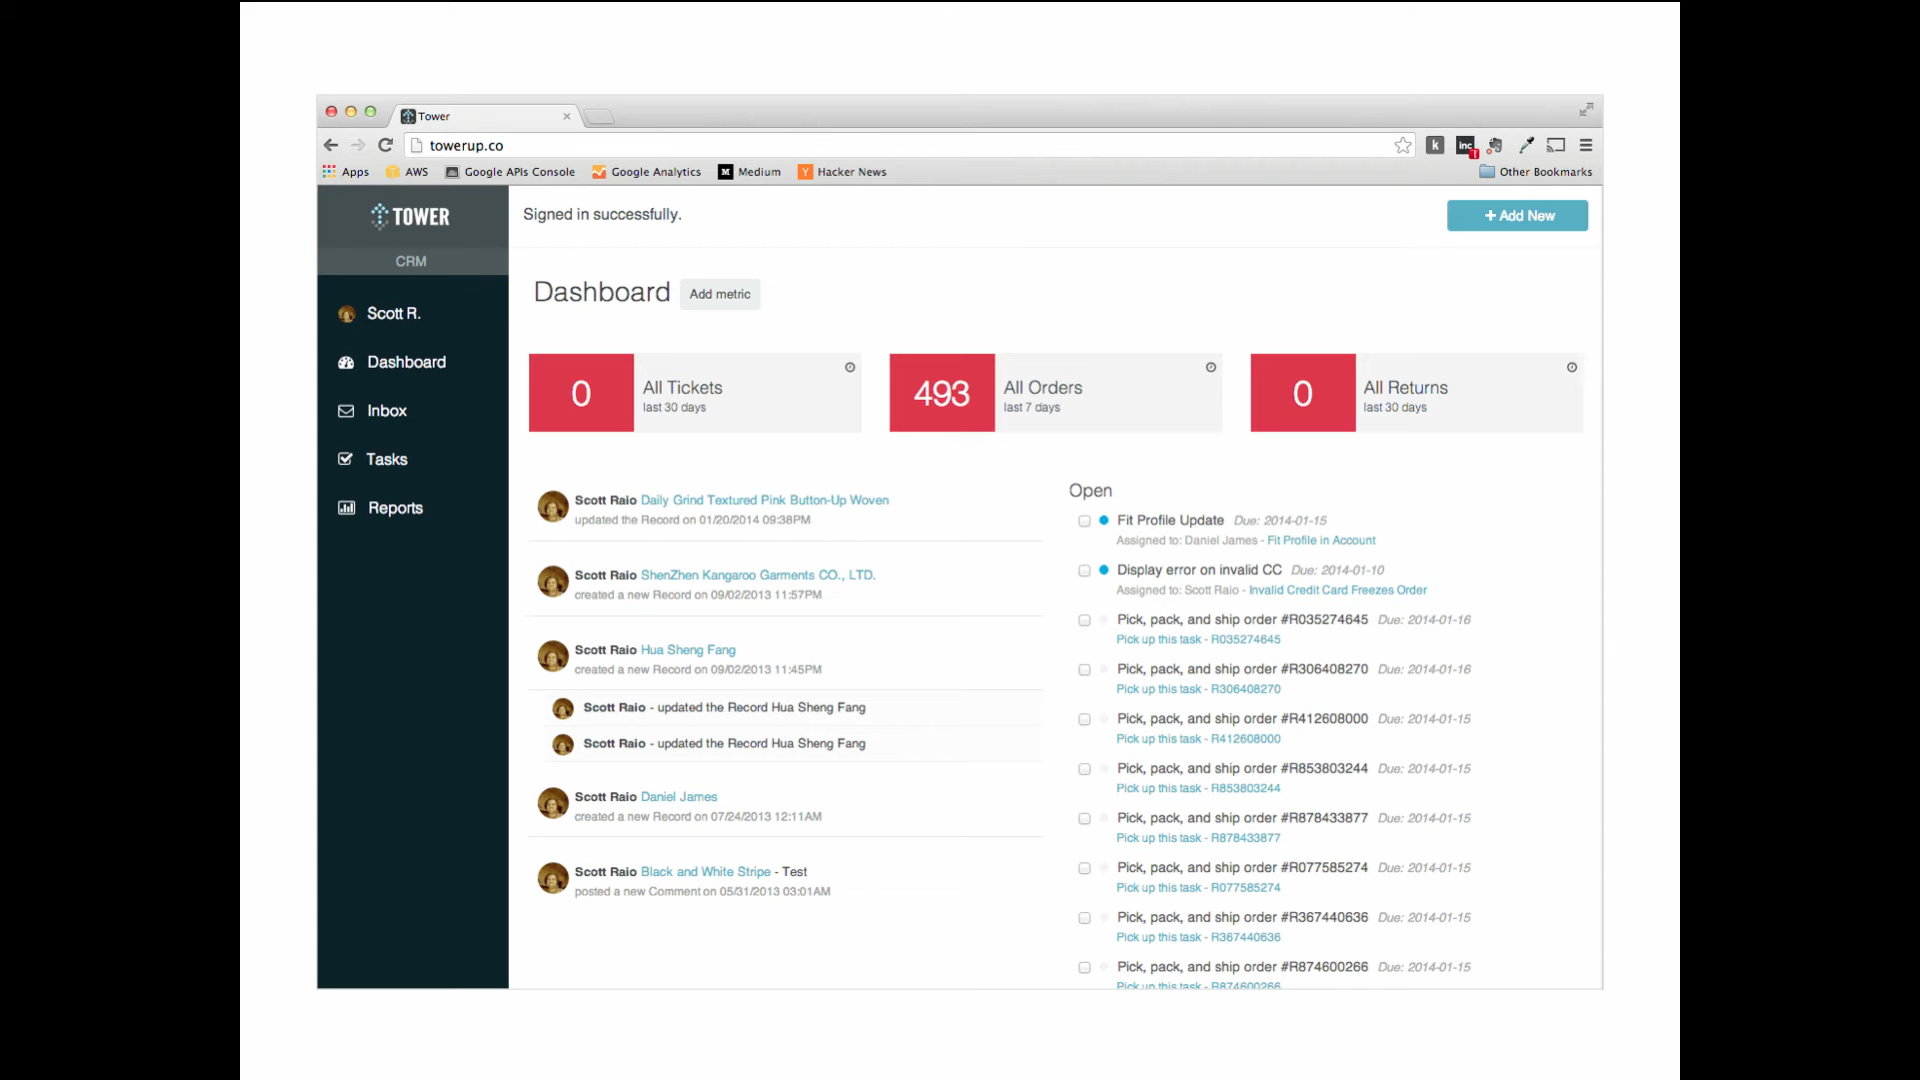 Tower
towerup.co
k
inc
Apps
AWS
Google APIs Console
Google Analytics
M Medium
Y Hacker News
Other Bookmarks
TOWER
Signed in successfully.
+ Add New
CRM
Scott R.
Dashboard
Inbox
Tasks
Reports
Dashboard
Add metric
0
All Tickets
last 30 days
493
All Orders
last 7 days
0
All Returns
last 30 days
Scott Raio Daily Grind Textured Pink Button-Up Woven
updated the Record on 01/20/2014 09:38PM
Scott Raio ShenZhen Kangaroo Garments CO., LTD.
created a new Record on 09/02/2013 11:57PM
Scott Raio Hua Sheng Fang
created a new Record on 09/02/2013 11:45PM
Scott Raio - updated the Record Hua Sheng Fang
Scott Raio - updated the Record Hua Sheng Fang
Scott Raio Daniel James
created a new Record on 07/24/2013 12:11AM
Scott Raio Black and White Stripe - Test
posted a new Comment on 05/31/2013 03:01AM
Open
Fit Profile Update Due: 2014-01-15
Assigned to: Daniel James - Fit Profile in Account
Display error on invalid CC Due: 2014-01-10
Assigned to: Scott Raio - Invalid Credit Card Freezes Order
Pick, pack, and ship order #R035274645 Due: 2014-01-16
Pick up this task - R035274645
Pick, pack, and ship order #R306408270 Due: 2014-01-16
Pick up this task - R306408270
Pick, pack, and ship order #R412608000 Due: 2014-01-15
Pick up this task - R412608000
Pick, pack, and ship order #R853803244 Due: 2014-01-15
Pick up this task - R853803244
Pick, pack, and ship order #R878433877 Due: 2014-01-15
Pick up this task - R878433877
Pick, pack, and ship order #R077585274 Due: 2014-01-15
Pick up this task - R077585274
Pick, pack, and ship order #R367440636 Due: 2014-01-15
Pick up this task - R367440636
Pick, pack, and ship order #R874600266 Due: 2014-01-15
Pick up this task - R874600266